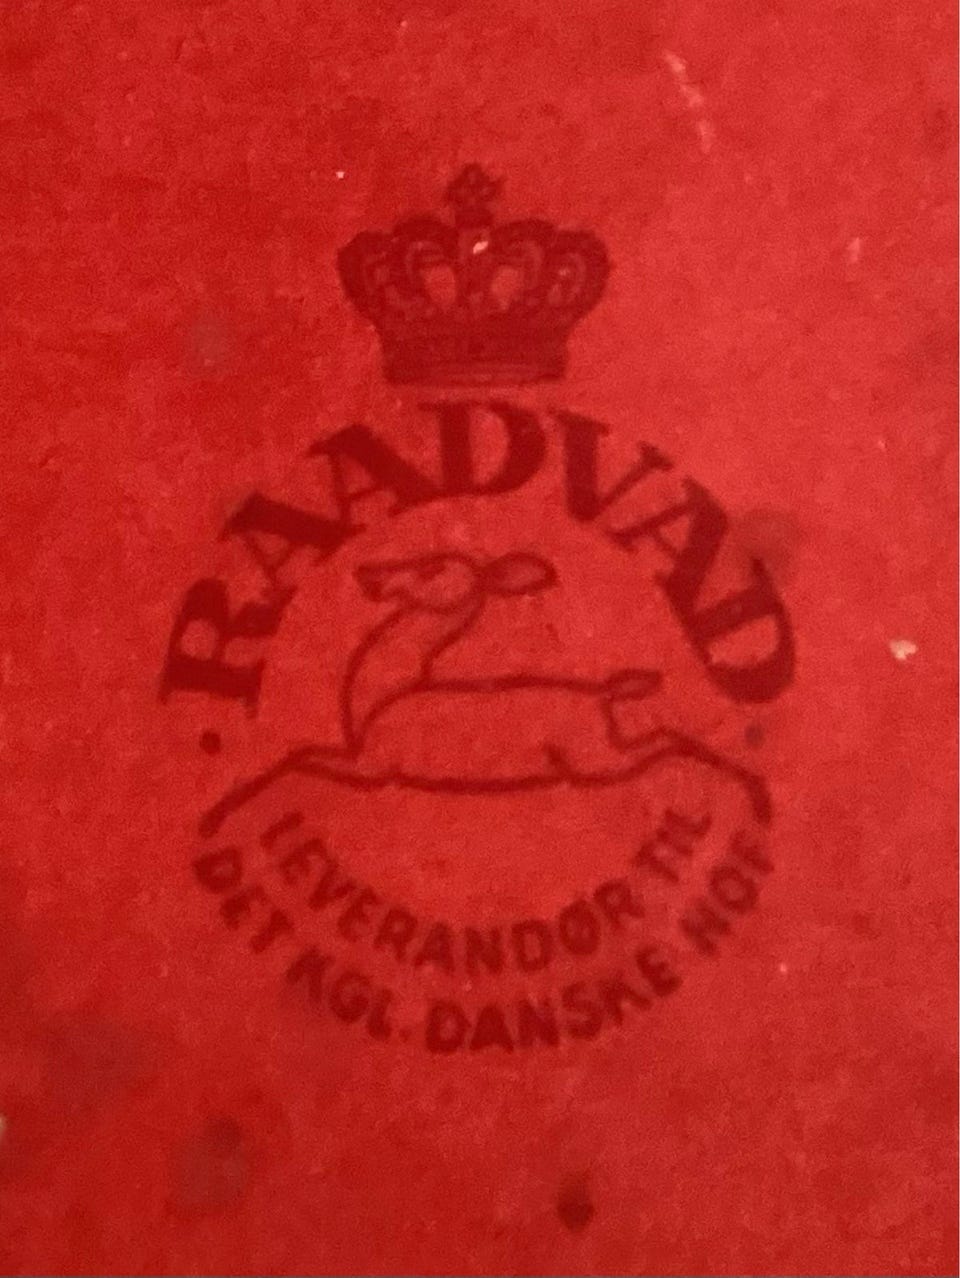 RAADVAD
LEVERANDØR TIL
DET KGL. DANSKE HOF